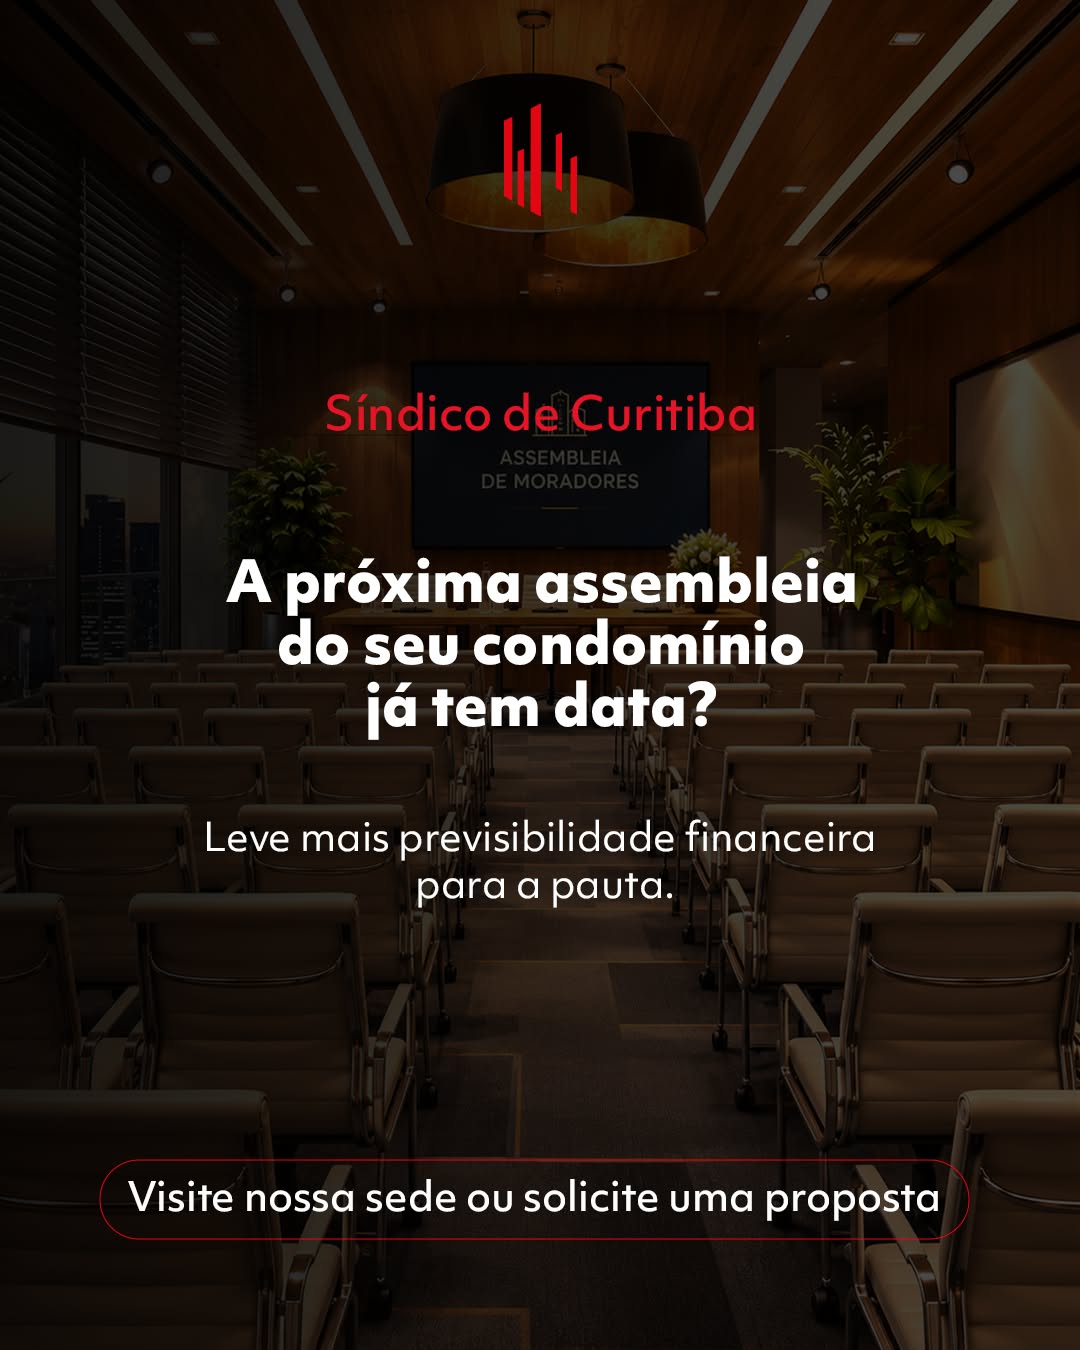 Síndico de Curitiba
ASSEMBLEIA
DE MORADORES
A próxima assembleia
do seu condomínio
já tem data?
Leve mais previsibilidade financeira
para a pauta.
Visite nossa sede ou solicite uma proposta